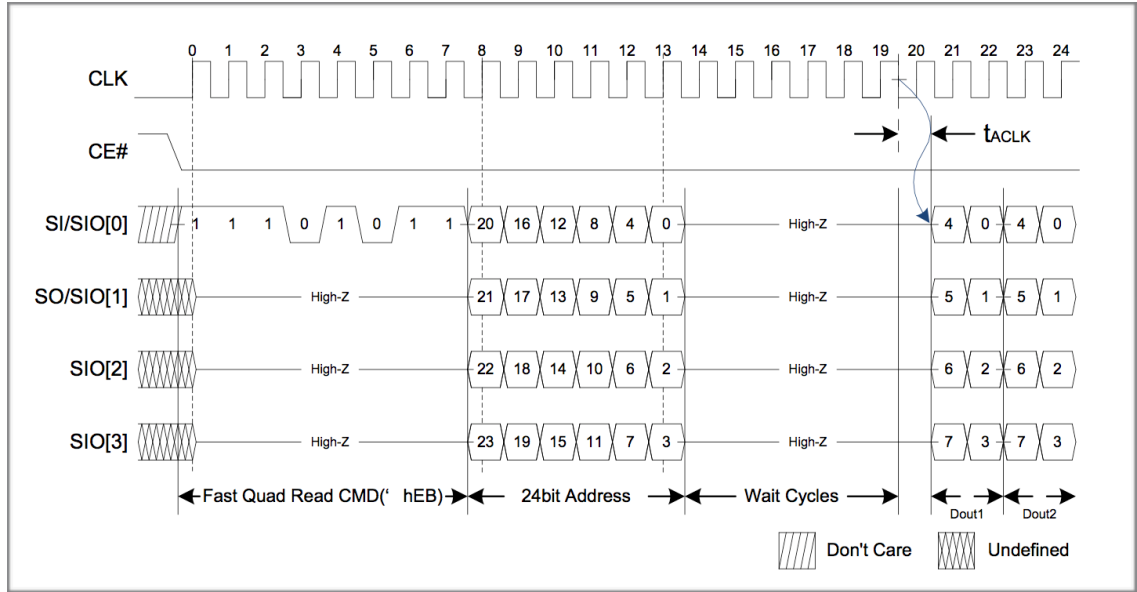 0 1 2 3 4 5 6 7 8 9 10 11 12 13 14 15 16 17 18 19 20 21 22 23 24
CLK
CE#
tACLK
SI/SIO[0] 1 1 1 0 1 0 1 1 20 16 12 8 4 0 High-Z 4 0 4 0
SO/SIO[1] High-Z 21 17 13 9 5 1 High-Z 5 1 5 1
SIO[2] High-Z 22 18 14 10 6 2 High-Z 6 2 6 2
SIO[3] High-Z 23 19 15 11 7 3 High-Z 7 3 7 3
Fast Quad Read CMD(‘ hEB) 24bit Address Wait Cycles
Dout1 Dout2
Don't Care Undefined